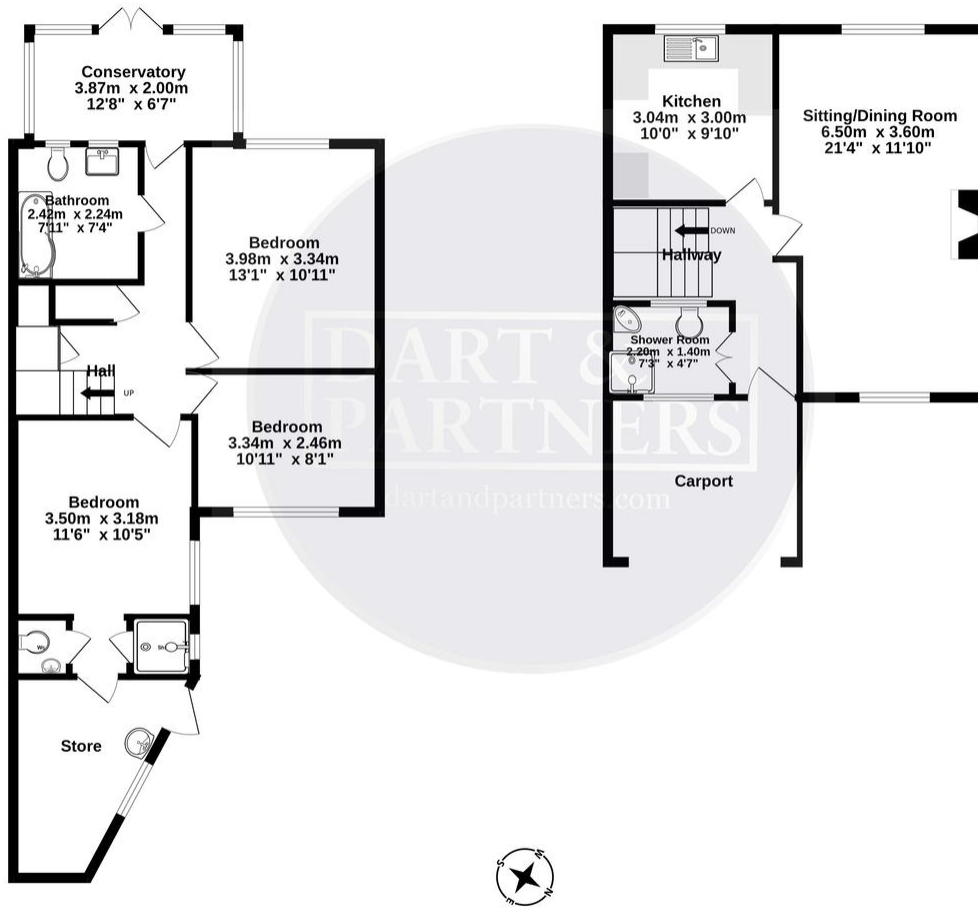 Conservatory
3.87m x 2.00m
12'8" x 6'7"
Bathroom
2.42m x 2.24m
7'11" x 7'4"
Bedroom
3.98m x 3.34m
13'1" x 10'11"
Hall
UP
Bedroom
3.34m x 2.46m
10'11" x 8'1"
Bedroom
3.50m x 3.18m
11'6" x 10'5"
Store
Kitchen
3.04m x 3.00m
10'0" x 9'10"
Sitting/Dining Room
6.50m x 3.60m
21'4" x 11'10"
DOWN
Hallway
Shower Room
2.20m x 1.40m
7'3" x 4'7"
Carport
DART &
PARTNERS
dartandpartners.com
S
W
E
N